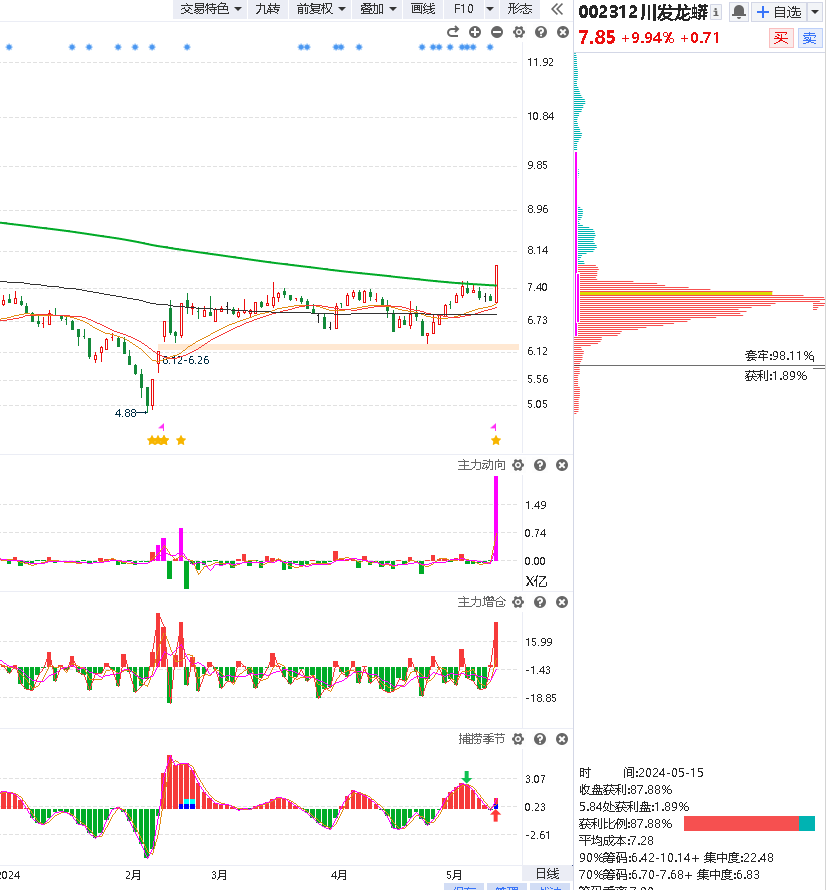 交易特色 九转 前复权 叠加 画线 F10 形态
002312 川发龙蟒 i + 自选
7.85 +9.94% +0.71 买 卖
11.92
10.84
9.85
8.96
8.14
7.40
6.73
6.12
5.56
5.05
6.12-6.26
4.88
套牢:98.11%
获利:1.89%
主力动向
1.49
0.74
0.00
X亿
主力增仓
15.99
-1.43
-18.85
捕捞季节
3.07
0.23
-2.61
时 间:2024-05-15
收盘获利:87.88%
5.84处获利盘:1.89%
获利比例:87.88%
平均成本:7.28
90%筹码:6.42-10.14+ 集中度:22.48
70%筹码:6.70-7.68+ 集中度:6.83
2024 2月 3月 4月 5月 日线